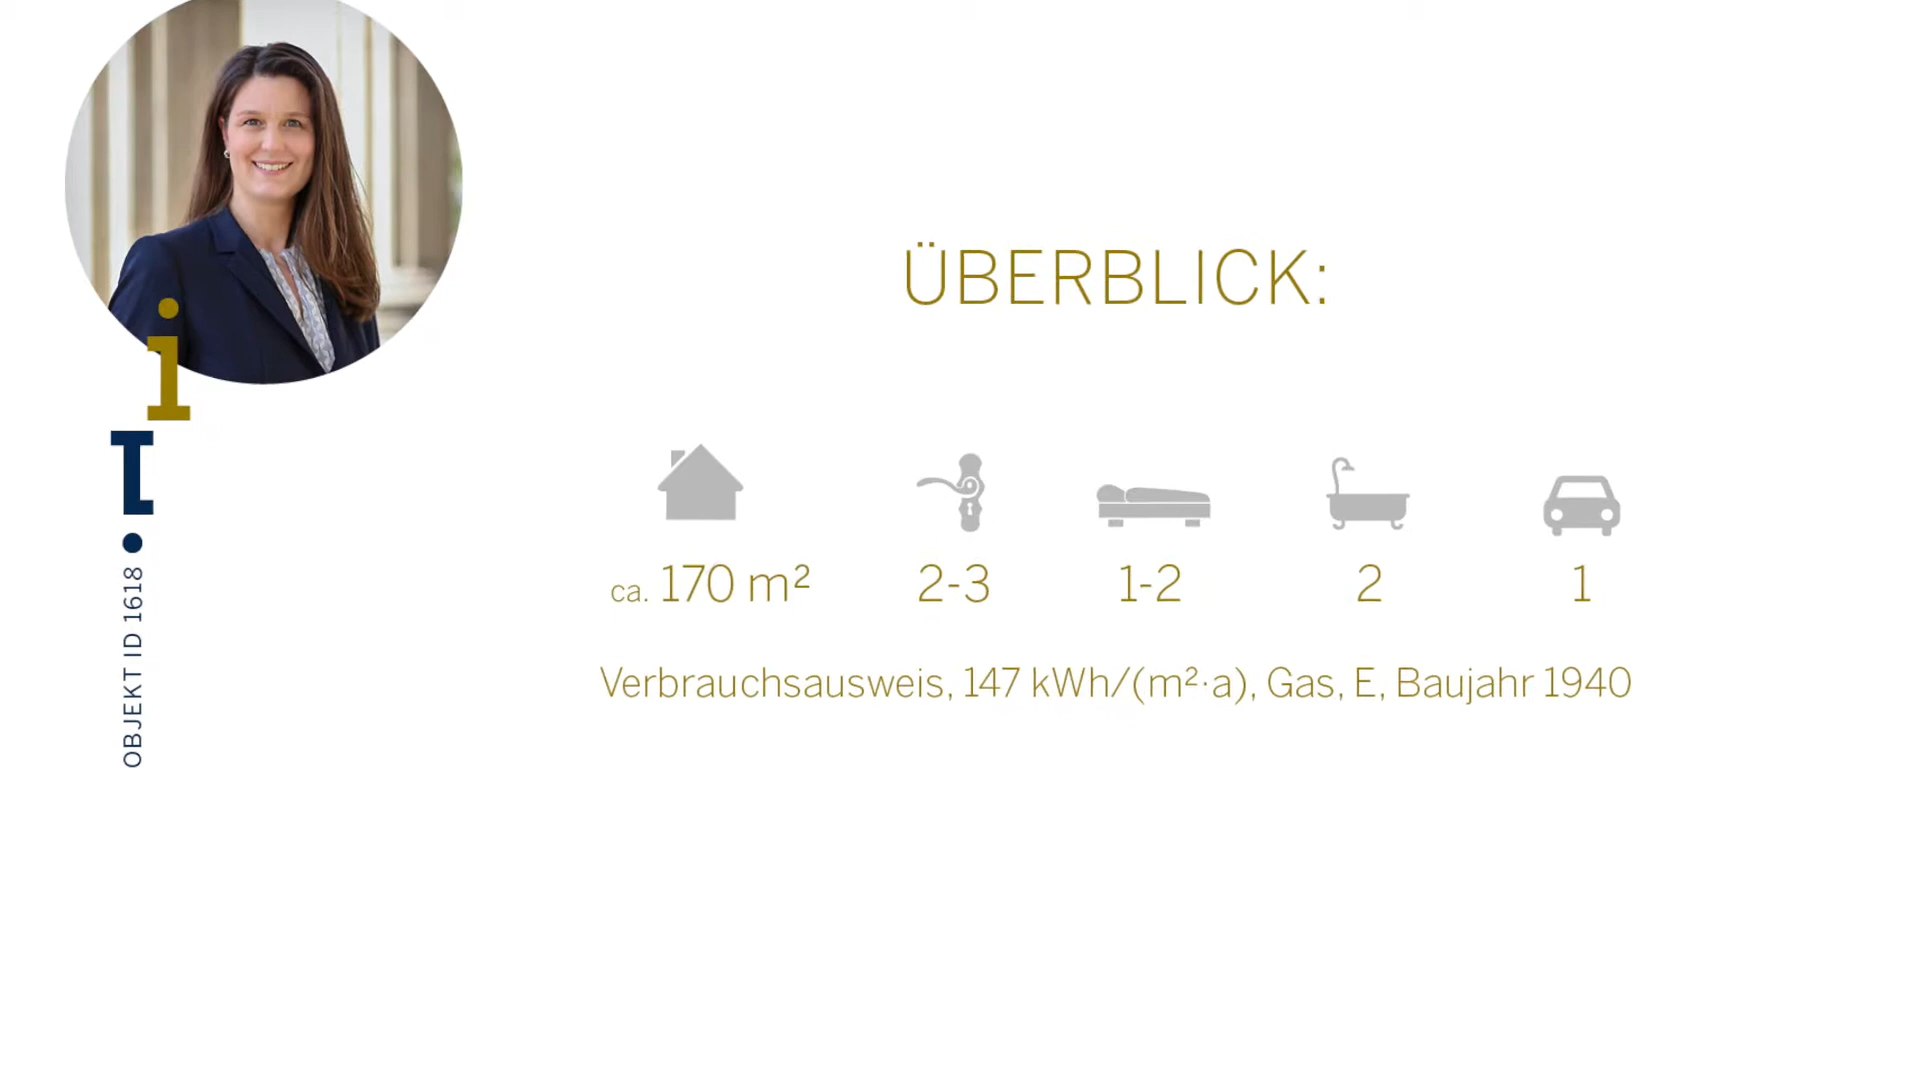 ÜBERBLICK:
ca. 170 m² 2-3 1-2 2 1
Verbrauchsausweis, 147 kWh/(m²·a), Gas, E, Baujahr 1940
i
i
OBJEKT ID 1618